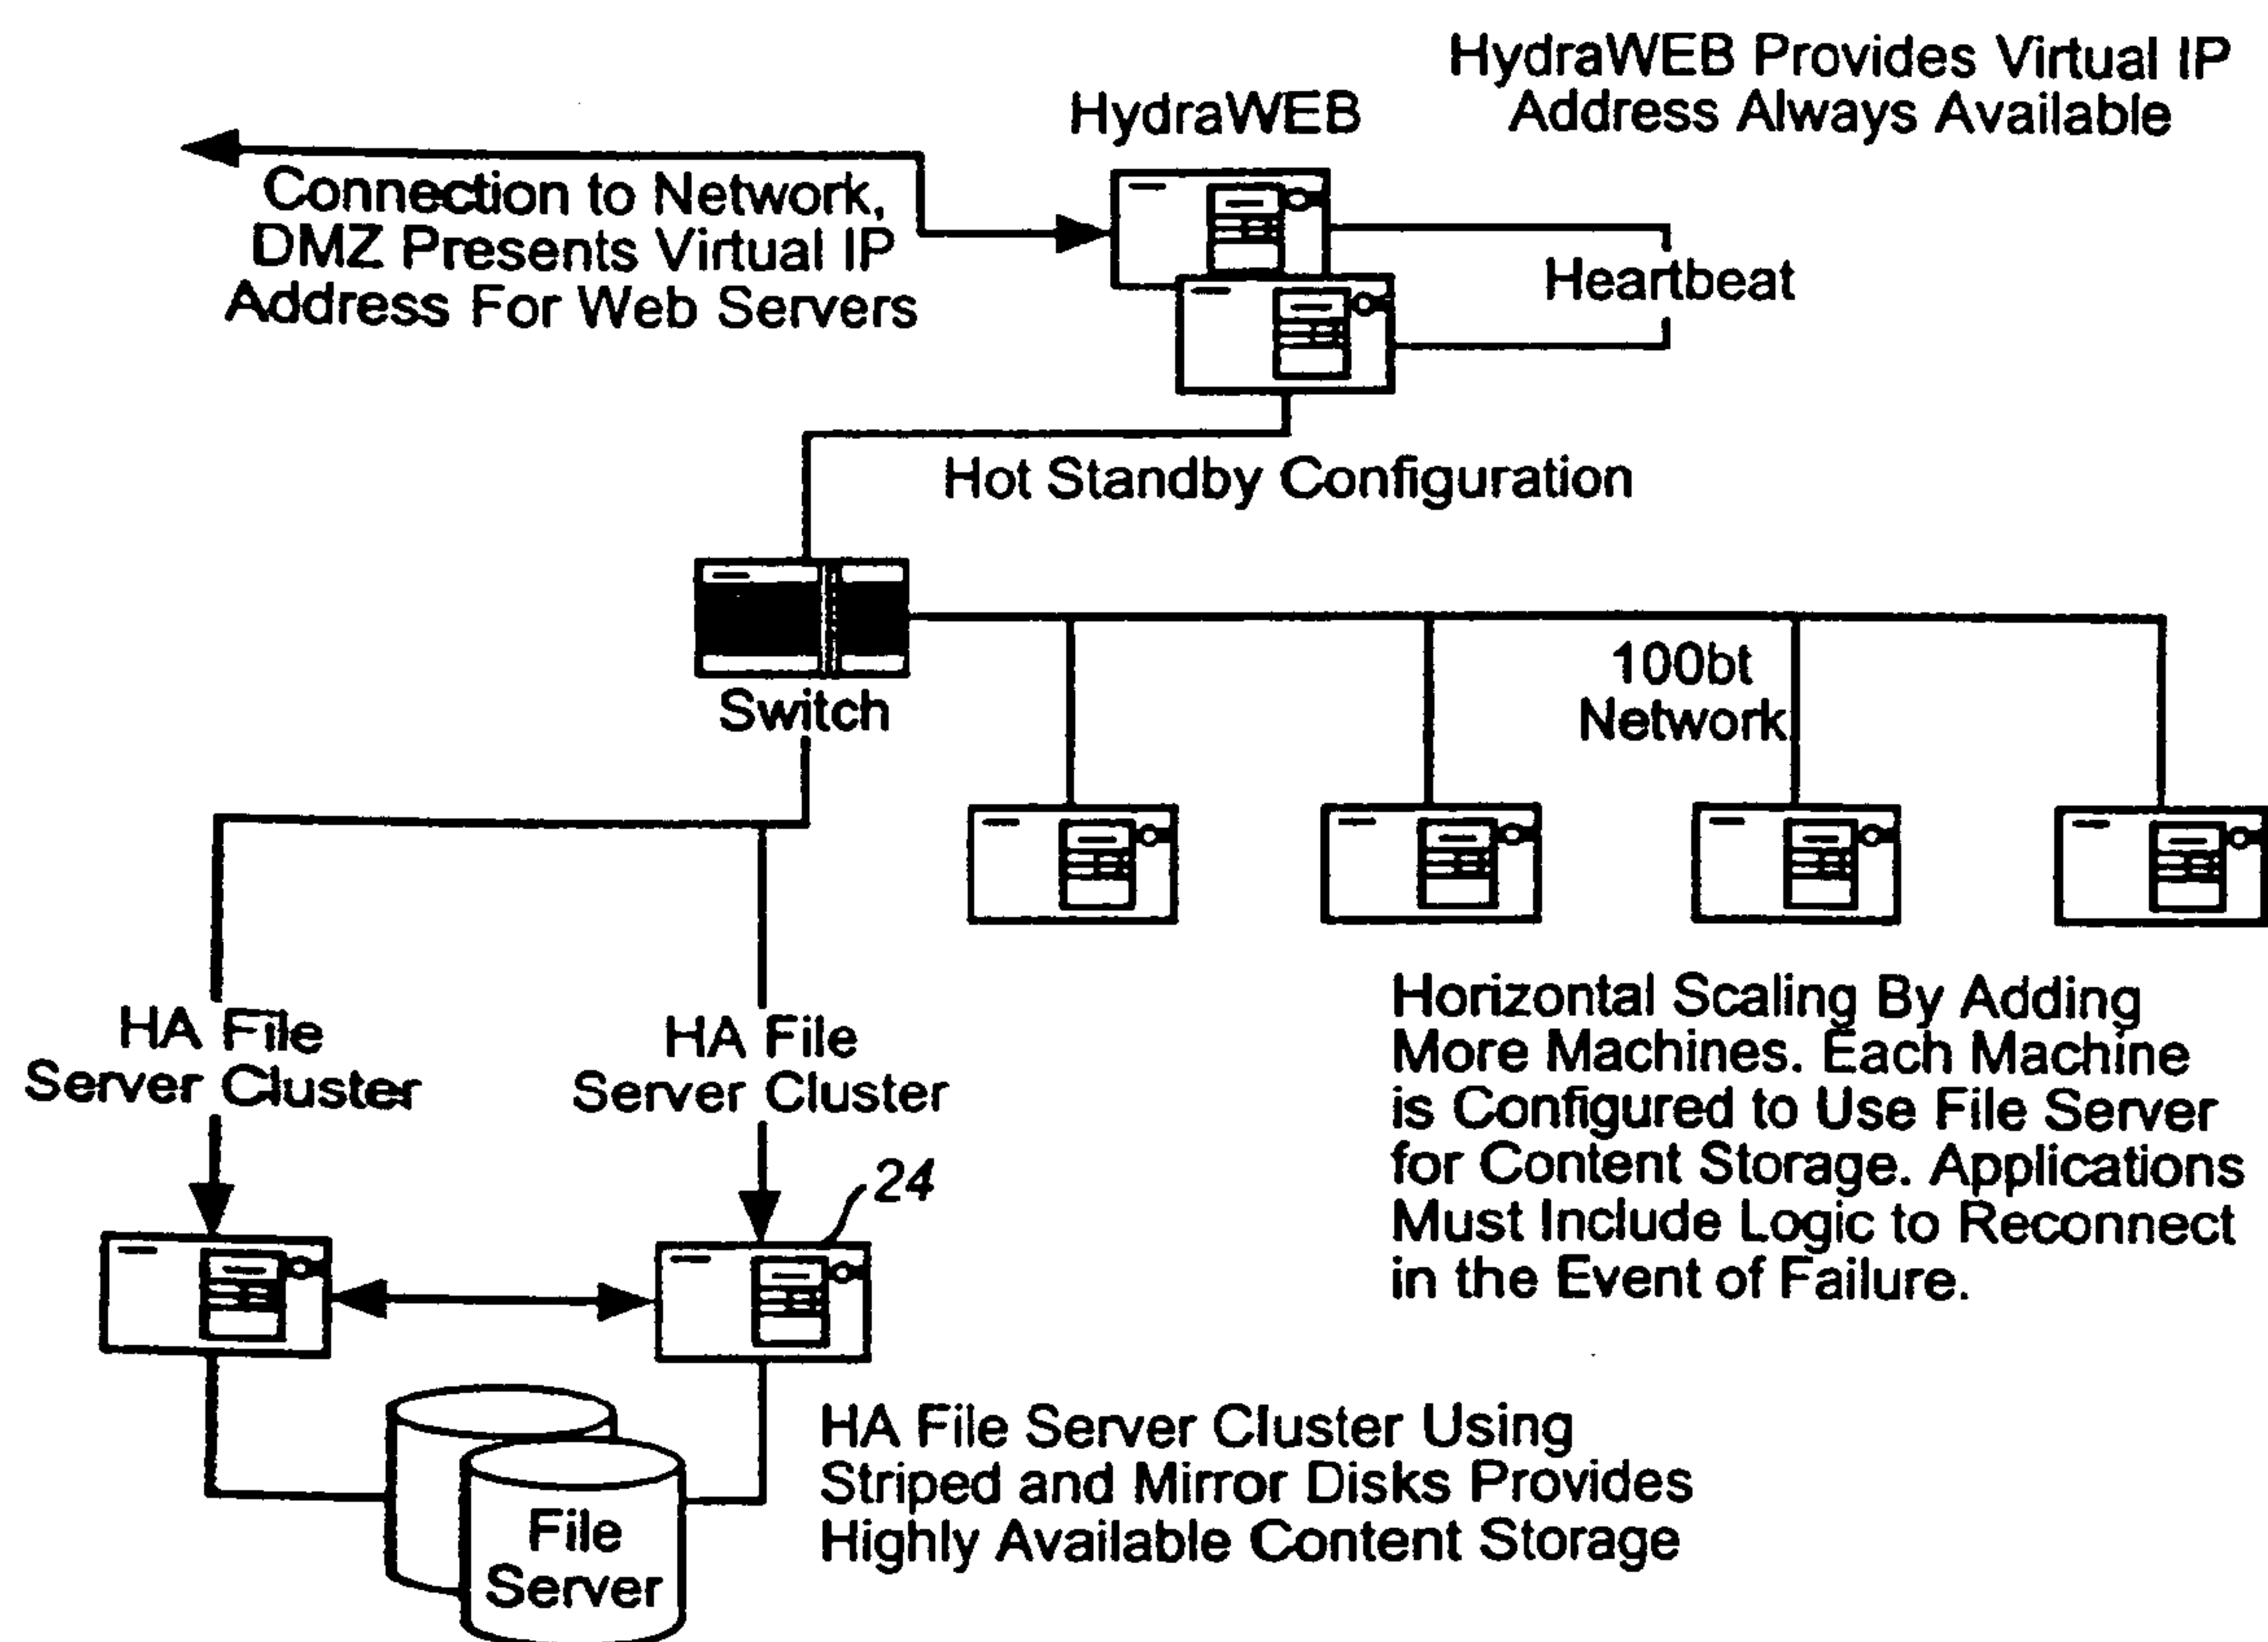 HydraWEB Provides Virtual IP
Address Always Available
HydraWEB
Connection to Network,
DMZ Presents Virtual IP
Address For Web Servers
Heartbeat
Hot Standby Configuration
Switch
100bt
Network
HA File
Server Cluster
HA File
Server Cluster
24
Horizontal Scaling By Adding
More Machines. Each Machine
is Configured to Use File Server
for Content Storage. Applications
Must Include Logic to Reconnect
in the Event of Failure.
HA File Server Cluster Using
Striped and Mirror Disks Provides
Highly Available Content Storage
File
Server